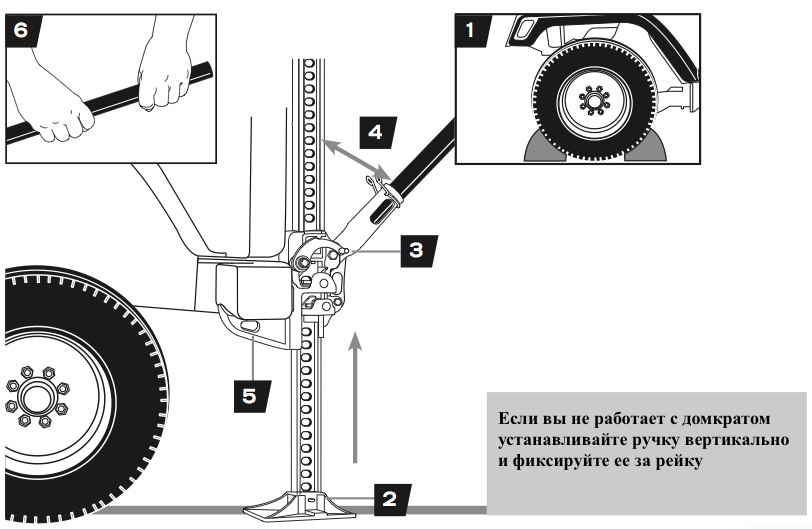 6
1
4
3
5
2
Если вы не работает с домкратом
устанавливайте ручку вертикально
и фиксируйте ее за рейку